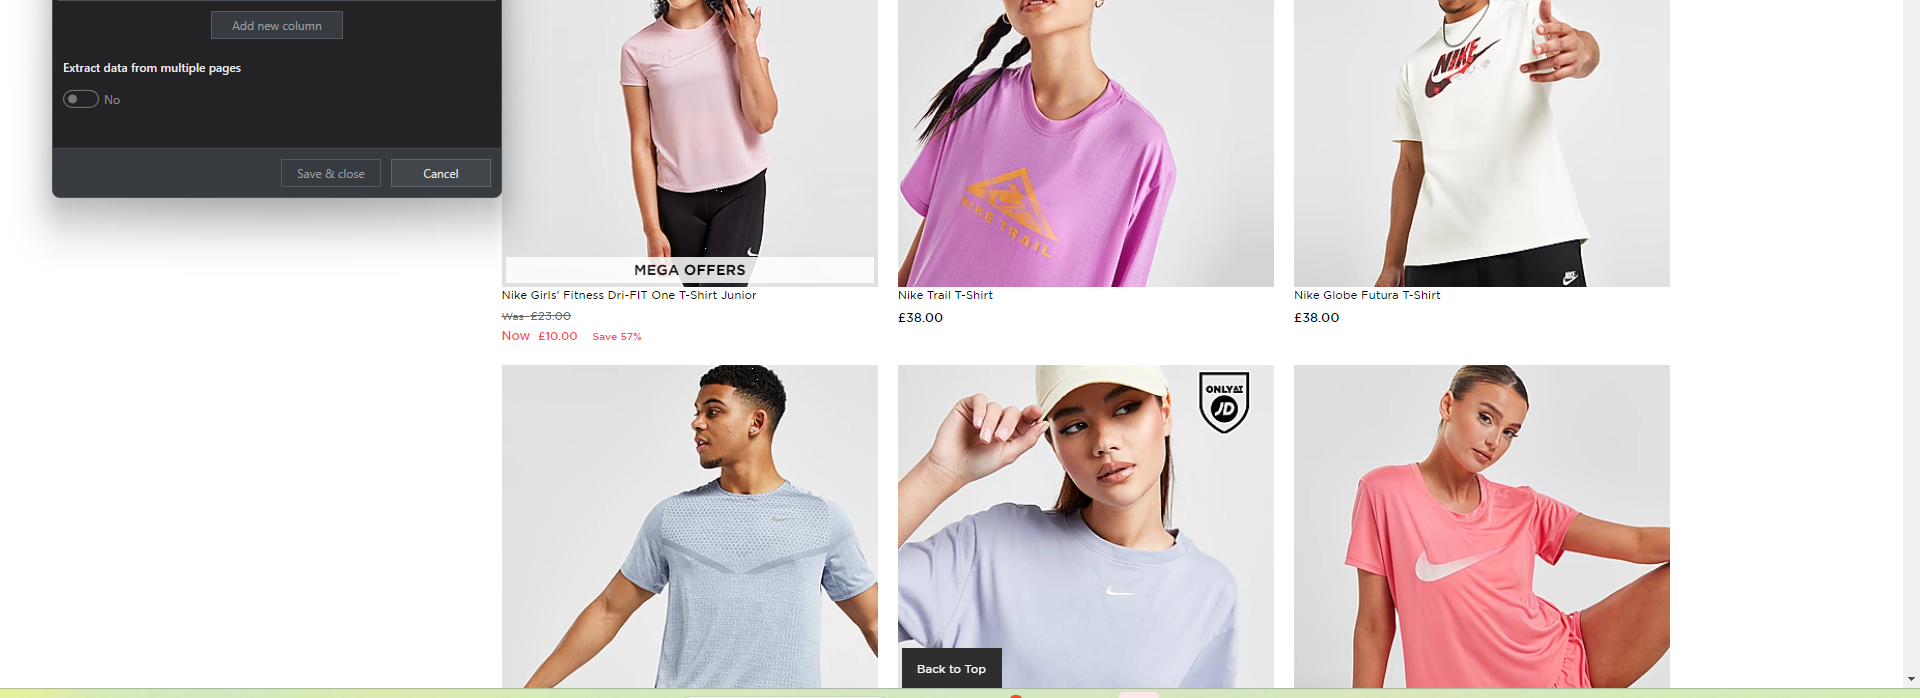 Add new column
Extract data from multiple pages
No
Save & close
Cancel
NIKE TRAIL
NIKE
MEGA OFFERS
Nike Girls' Fitness Dri-FIT One T-Shirt Junior
Was £23.00
Now £10.00 Save 57%
Nike Trail T-Shirt
£38.00
Nike Globe Futura T-Shirt
£38.00
ONLY AT
JD
Back to Top